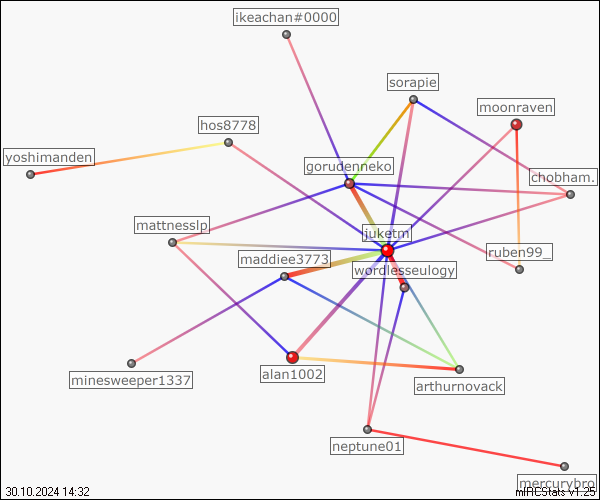 ikeachan#0000
sorapie
moonraven
hos8778
yoshimanden
gorudenneko
chobham.
mattnesslp
juketm
maddiee3773
wordlesseulogy
ruben99_
minesweeper1337
alan1002
arthurnovack
neptune01
mercurybro
30.10.2024 14:32
mIRCStats v1.25